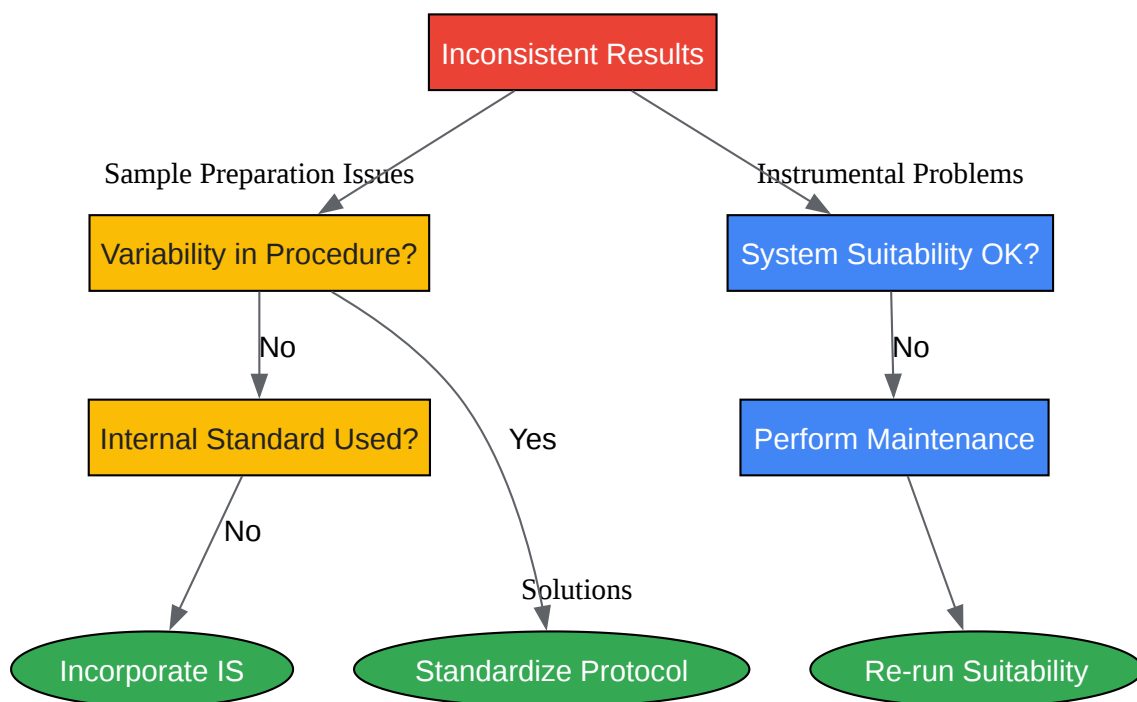 Inconsistent Results
Sample Preparation Issues
Instrumental Problems
Variability in Procedure?
System Suitability OK?
No
No
Internal Standard Used?
Yes
Perform Maintenance
No
Solutions
Incorporate IS
Standardize Protocol
Re-run Suitability